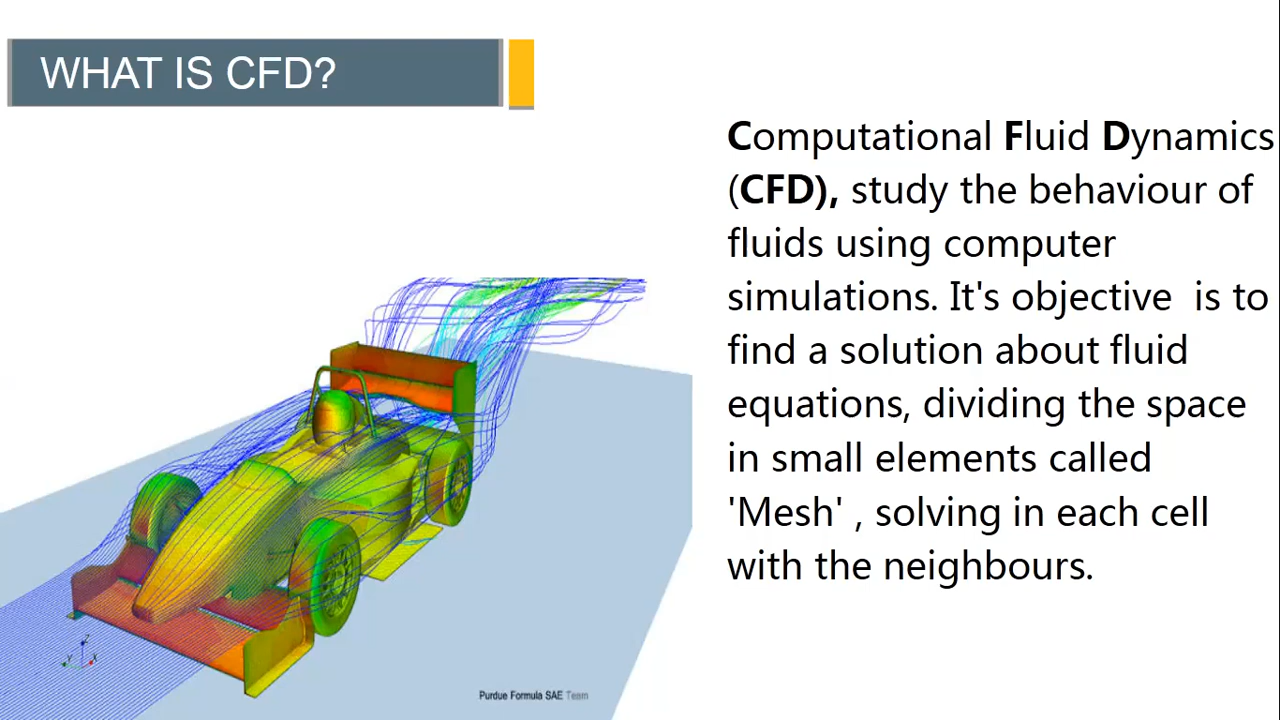 WHAT IS CFD?
Computational Fluid Dynamics
(CFD), study the behaviour of
fluids using computer
simulations. It's objective  is to
find a solution about fluid
equations, dividing the space
in small elements called
'Mesh' , solving in each cell
with the neighbours.
Z
Y X
Purdue Formula SAE Team